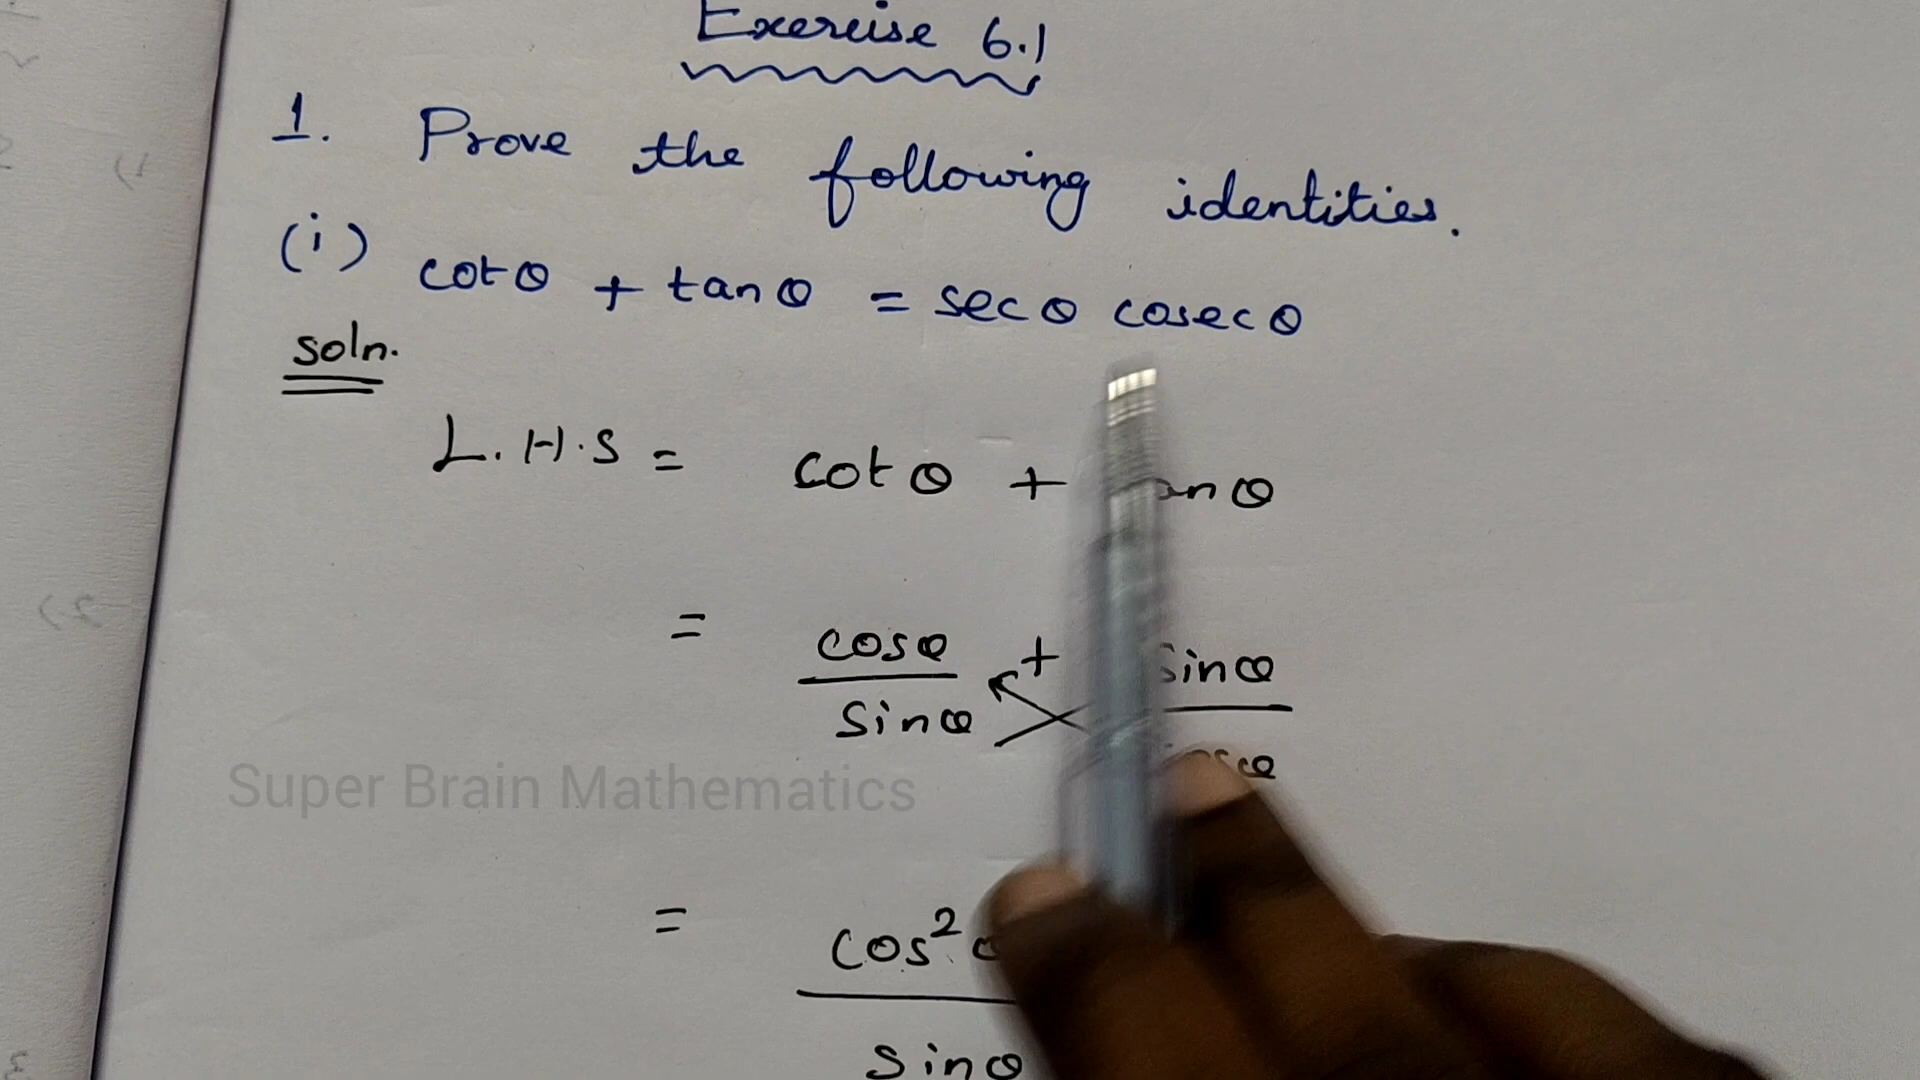 Exercise 6.1
1. Prove the following identities.
(i) cotθ + tanθ = secθ cosecθ
soln.
L.H.S = cotθ +
= cosθ + sinθ
sinθ
Super Brain Mathematics
= cos²
sinθ